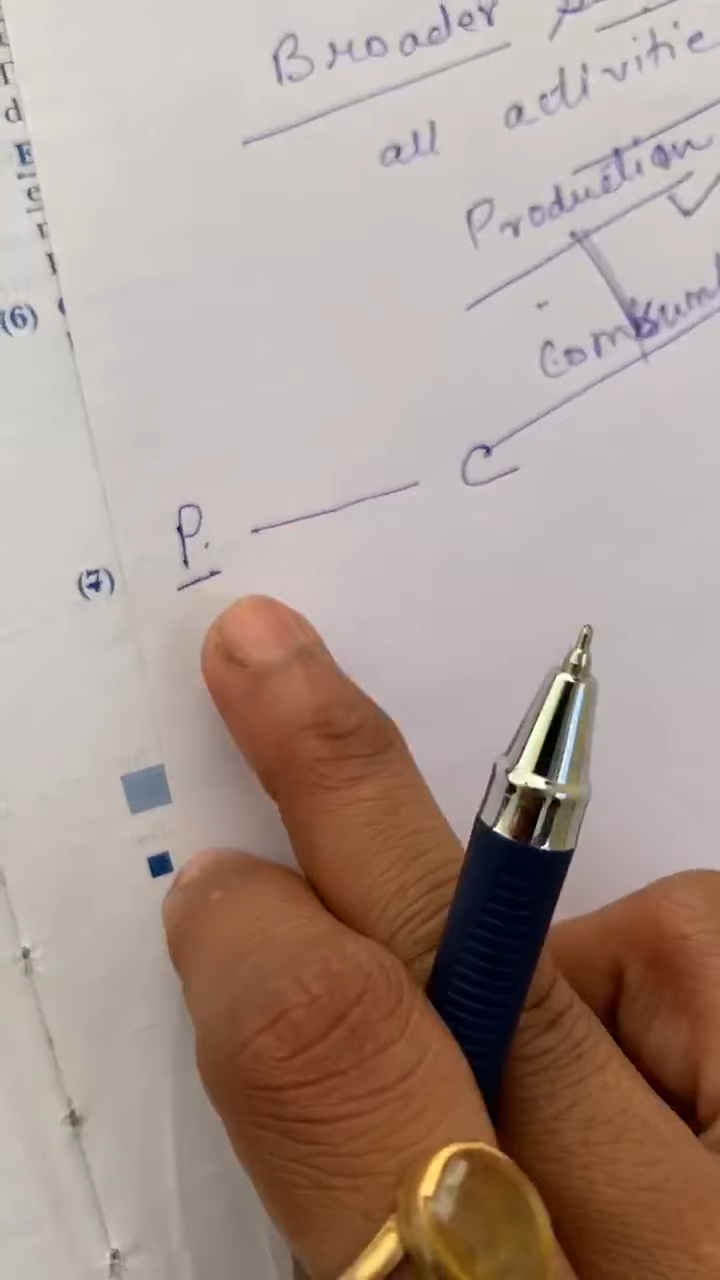 Broader
all activitie
Production
Consum
P. — C
(6)
(7)